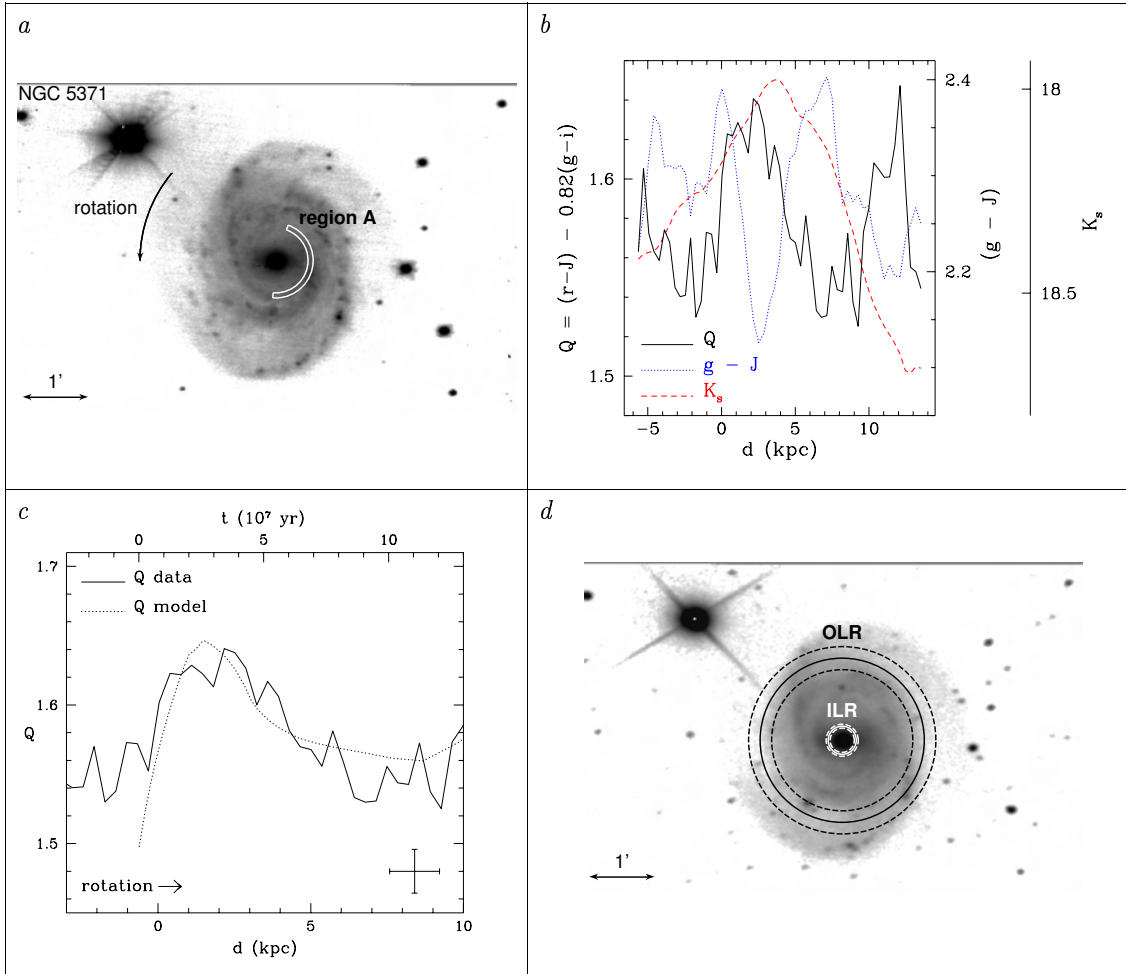 a
NGC 5371
rotation
region A
1'
b
Q = (r-J) - 0.82(g-i)
1.6
1.5
Q
g - J
K_s
-5 0 5 10
d (kpc)
2.4
2.2
(g - J)
18
18.5
K_s
c
t (10⁷ yr)
0 5 10
1.7
1.6
1.5
Q
Q data
Q model
rotation
0 5 10
d (kpc)
d
OLR
ILR
1'